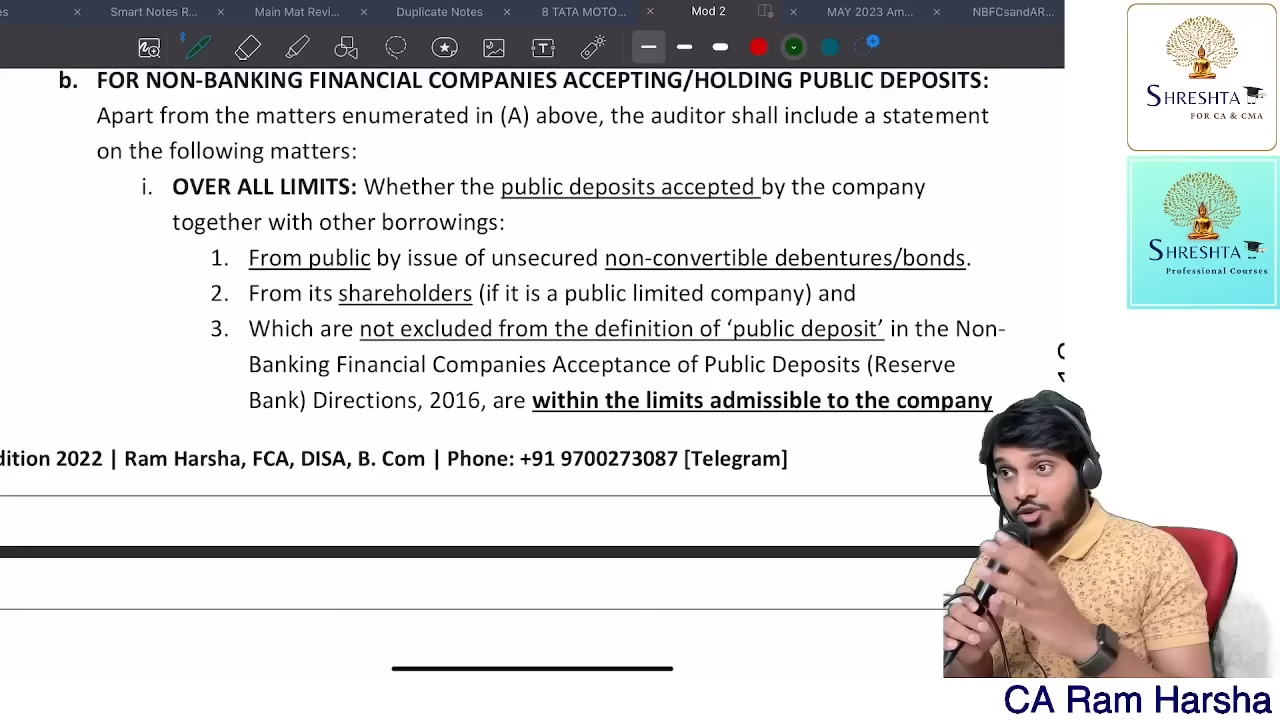 es
Smart Notes R...
Main Mat Revi...
Duplicate Notes
8 TATA MOTO...
Mod 2
MAY 2023 Am...
NBFCsandAR...
b. FOR NON-BANKING FINANCIAL COMPANIES ACCEPTING/HOLDING PUBLIC DEPOSITS:
Apart from the matters enumerated in (A) above, the auditor shall include a statement
on the following matters:
i. OVER ALL LIMITS: Whether the public deposits accepted by the company
together with other borrowings:
1. From public by issue of unsecured non-convertible debentures/bonds.
2. From its shareholders (if it is a public limited company) and
3. Which are not excluded from the definition of ‘public deposit’ in the Non-
Banking Financial Companies Acceptance of Public Deposits (Reserve
Bank) Directions, 2016, are within the limits admissible to the company
dition 2022 | Ram Harsha, FCA, DISA, B. Com | Phone: +91 9700273087 [Telegram]
SHRESHTA
FOR CA & CMA
SHRESHTA
Professional Courses
CA Ram Harsha